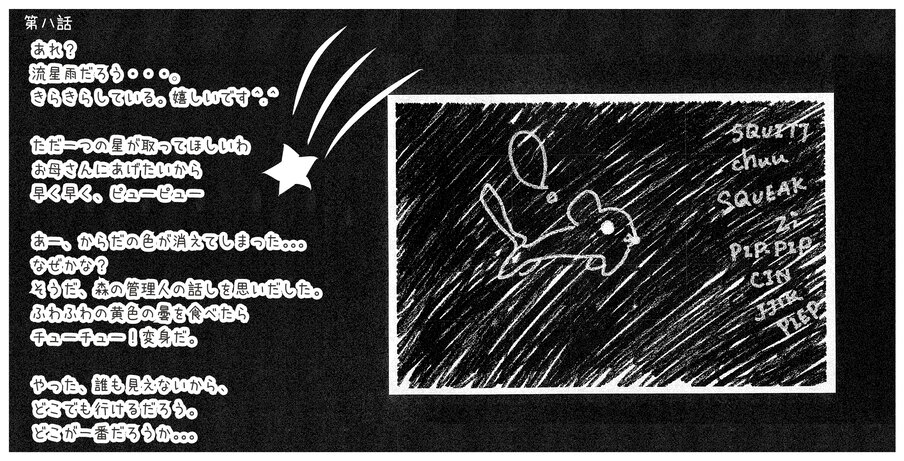 第八話
あれ？
流星雨だろう・・・。
きらきらしている。嬉しいです^.^
ただ一つの星が取ってほしいわ
お母さんにあげたいから
早く早く、ピューピュー
あー、からだの色が消えてしまった。。。
なぜかな？
そうだ、森の管理人の話しを思いだした。
ふわふわの黄色の曇を食べたら
チューチュー！変身だ。
やった、誰も見えないから、
どこでも行けるだろう。
どこが一番だろうか。。。
chuu
SQUEAK
Zi
PIP-PIP
CIN
PIEP